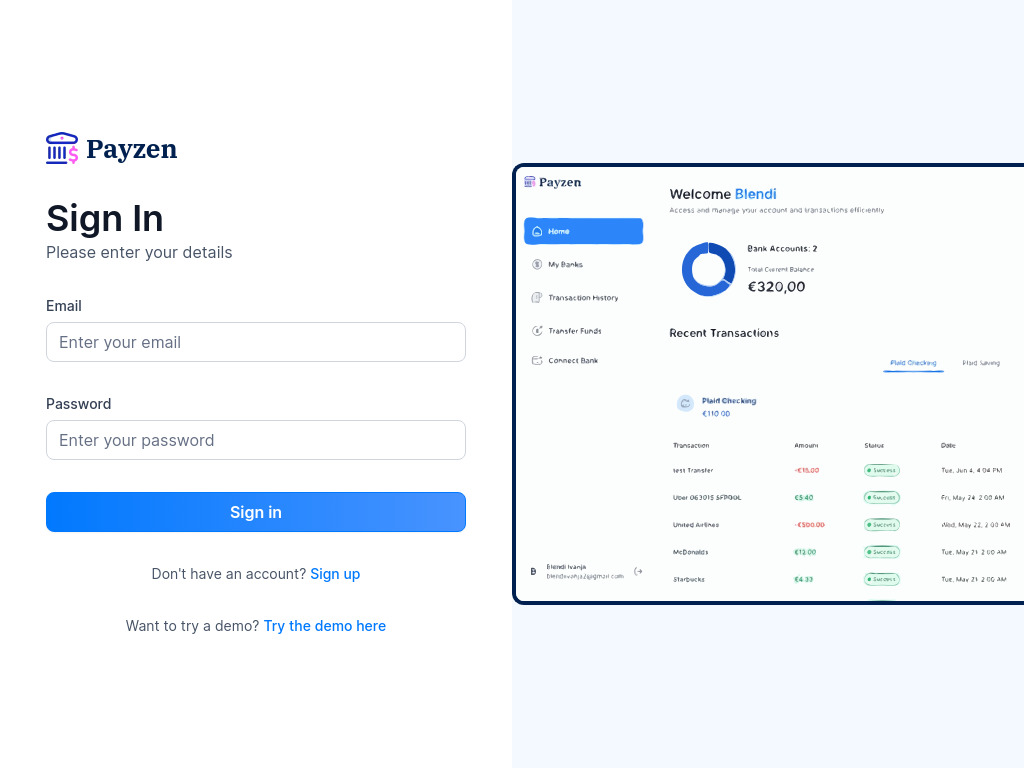 Payzen
Sign In
Please enter your details
Email
Enter your email
Password
Enter your password
Sign in
Don't have an account? Sign up
Want to try a demo? Try the demo here
Payzen
Home
My Banks
Transaction History
Transfer Funds
Connect Bank
B
Blendi Ivanja
Welcome Blendi
Access and manage your account and transactions efficiently
Bank Accounts: 2
Total Current Balance
€320,00
Recent Transactions
Plaid Checking Plaid Saving
Plaid Checking
€110.00
Transaction Amount Status Date
test Transfer -€15.00 Success Tue, Jun 4, 4:04 PM
Uber 063015 SFPOOL €5.40 Success Fri, May 24, 2:00 AM
United Airlines -€500.00 Success Wed, May 22, 2:00 AM
McDonalds €12.00 Success Tue, May 21, 2:00 AM
Starbucks €4.33 Success Tue, May 21, 2:00 AM